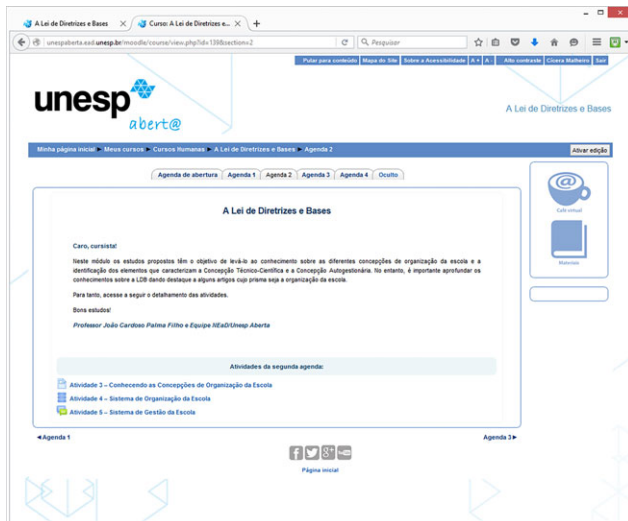 A Lei de Diretrizes e Bases
Curso: A Lei de Diretrizes e...
unespaberta.ead.unesp.br/moodle/course/view.php?id=139&section=2
Pesquisar
Pular para conteúdo Mapa do Site Sobre a Acessibilidade A + A - Alto contraste Cícera Malheiro Sair
unesp
abert@
A Lei de Diretrizes e Bases
Minha página inicial Meus cursos Cursos Humanas A Lei de Diretrizes e Bases Agenda 2
Ativar edição
Agenda de abertura Agenda 1 Agenda 2 Agenda 3 Agenda 4 Oculto
A Lei de Diretrizes e Bases
Caro, cursista!
Neste módulo os estudos propostos têm o objetivo de levá-lo ao conhecimento sobre as diferentes concepções de organização da escola e a
identificação dos elementos que caracterizam a Concepção Técnico-Científica e a Concepção Autogestionária. No entanto, é importante aprofundar os
conhecimentos sobre a LDB dando destaque a alguns artigos cujo prisma seja a organização da escola.
Para tanto, acesse a seguir o detalhamento das atividades.
Bons estudos!
Professor João Cardoso Palma Filho e Equipe NEaD/Unesp Aberta
Atividades da segunda agenda:
Atividade 3 – Conhecendo as Concepções de Organização da Escola
Atividade 4 – Sistema de Organização da Escola
Atividade 5 – Sistema de Gestão da Escola
Café virtual
Materiais
Agenda 1
Agenda 3
Página inicial